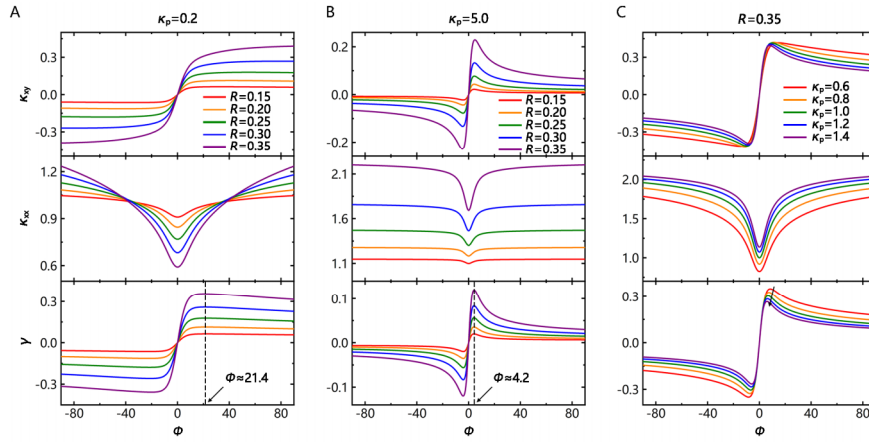 A
κp=0.2
κxy
0.3
0.0
-0.3
R=0.15
R=0.20
R=0.25
R=0.30
R=0.35
κxx
1.2
0.9
0.6
γ
0.3
0.0
-0.3
Φ≈21.4
-80 -40 0 40 80
Φ
B
κp=5.0
0.2
0.0
-0.2
R=0.15
R=0.20
R=0.25
R=0.30
R=0.35
2.1
1.6
1.1
0.1
0.0
-0.1
Φ≈4.2
-80 -40 0 40 80
Φ
C
R=0.35
0.3
0.0
-0.3
κp=0.6
κp=0.8
κp=1.0
κp=1.2
κp=1.4
2.0
1.5
1.0
0.3
0.0
-0.3
-80 -40 0 40 80
Φ